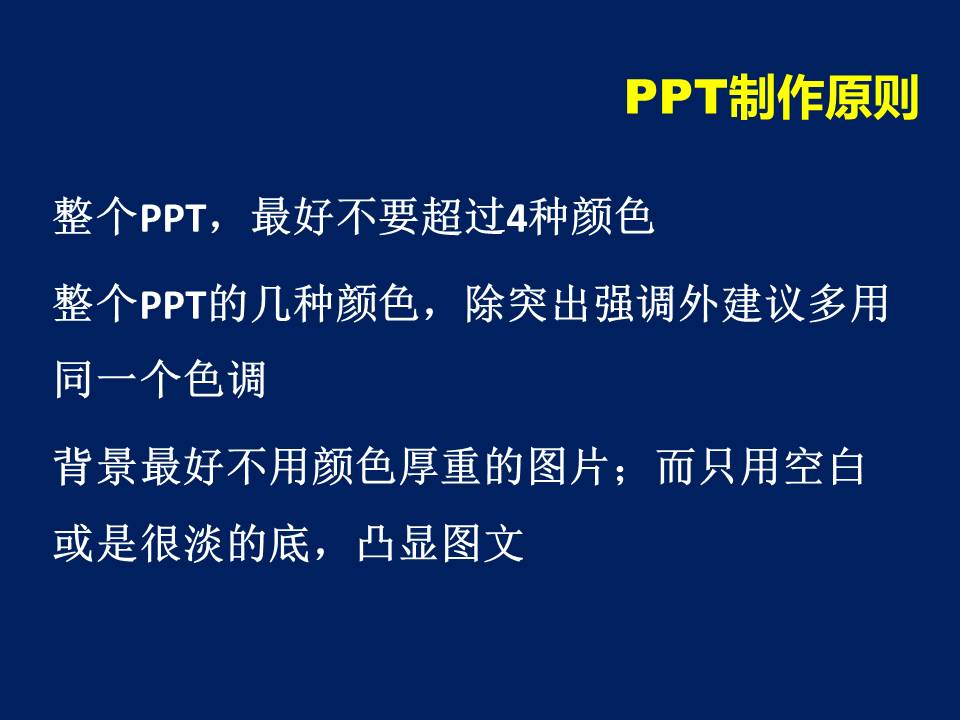 PPT制作原则
整个PPT，最好不要超过4种颜色
整个PPT的几种颜色，除突出强调外建议多用
同一个色调
背景最好不用颜色厚重的图片；而只用空白
或是很淡的底，凸显图文